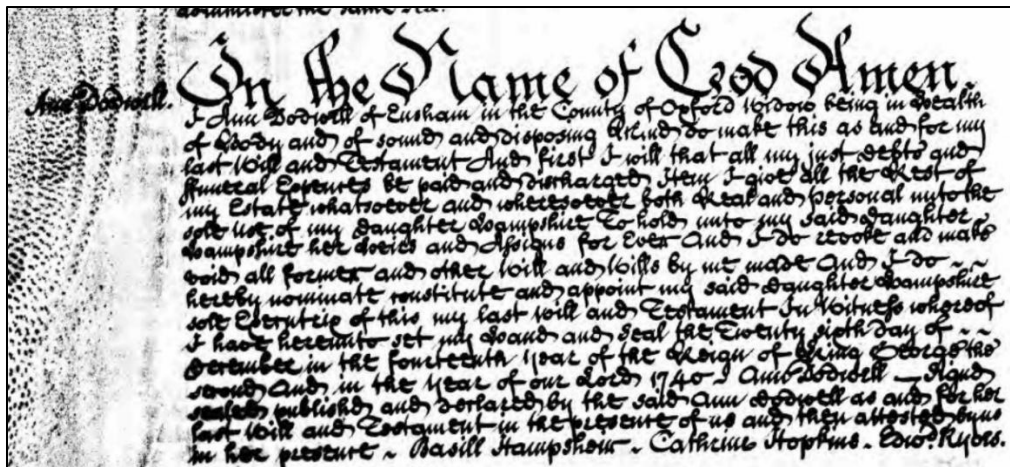 administer the same &c.
In the Name of God Amen.
Ann Dodwell.
I Ann Dodwell of Ensham in the County of Oxford Widow being in Health
of Body and of sound and disposing Mind do make this as and for my
last Will and Testament And first I will that all my just Debts and
ffuneral Expences be paid and discharged Item I give all the Rest of
my Estate whatsoever and wheresoever both Real and Personal unto the
sole use of my Daughter Hampshire To hold unto my said Daughter
Hampshire her Heires and Assigns for Ever And I do revoke and make
void all former and other Will and Wills by me made And I do ~ ~
hereby nominate constitute and appoint my said Daughter Hampshire
sole Executrix of this my last Will and Testament In Witness whereof
I have hereunto set my Hand and Seal the Twenty sixth Day of ~ ~
December in the fourteenth Year of the Reign of King George the
second And in the Year of our Lord 1740 Ann Dodwell — Signed
sealed published and declared by the said Ann Dodwell as and for her
last Will and Testament in the presence of us and then attested by us
in her presence ~ Basill Hampshew ~ Cathrine Hopkins ~ Edwd.